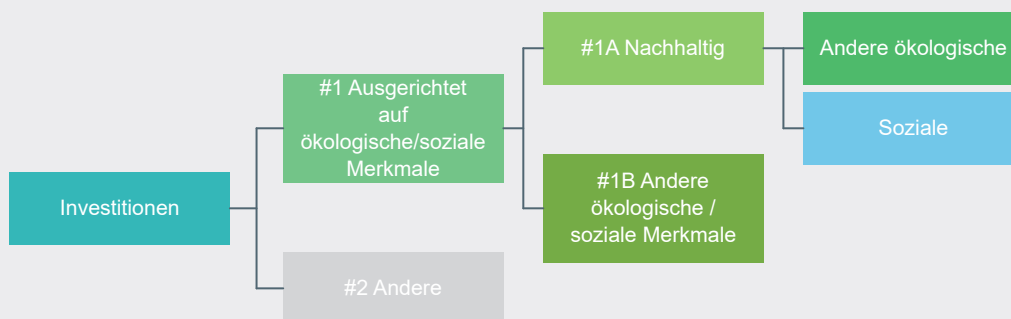 Investitionen
#1 Ausgerichtet
auf
ökologische/soziale
Merkmale
#2 Andere
#1A Nachhaltig
#1B Andere
ökologische /
soziale Merkmale
Andere ökologische
Soziale